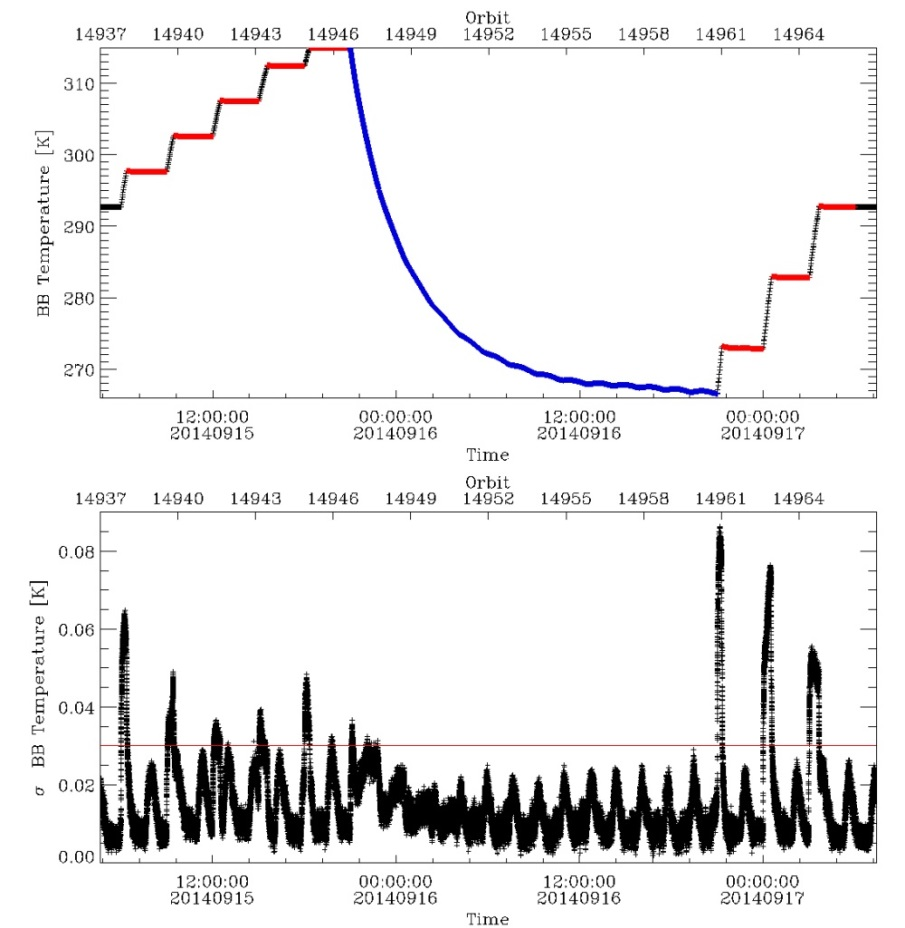 Orbit
14937 14940 14943 14946 14949 14952 14955 14958 14961 14964
310
300
290
280
270
BB Temperature [K]
12:00:00 00:00:00 12:00:00 00:00:00
20140915 20140916 20140916 20140917
Time
Orbit
14937 14940 14943 14946 14949 14952 14955 14958 14961 14964
0.08
0.06
0.04
0.02
0.00
σ BB Temperature [K]
12:00:00 00:00:00 12:00:00 00:00:00
20140915 20140916 20140916 20140917
Time